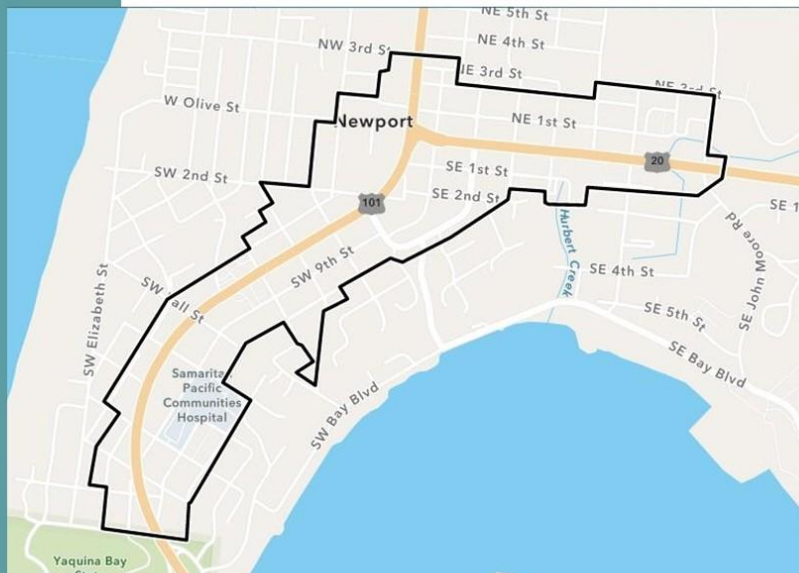 NE 5th St
NW 3rd St
NE 4th St
NE 3rd St
NE 3rd St
W Olive St
Newport
NE 1st St
20
SE 1st St
SW 2nd St
101
SE 2nd St
SE 1
Hurbert Creek
SE John Moore Rd
SW 9th St
SE 4th St
SW Elizabeth St
SW Fall St
SE 5th St
SE Bay Blvd
Samaritan
Pacific
Communities
Hospital
SW Bay Blvd
Yaquina Bay